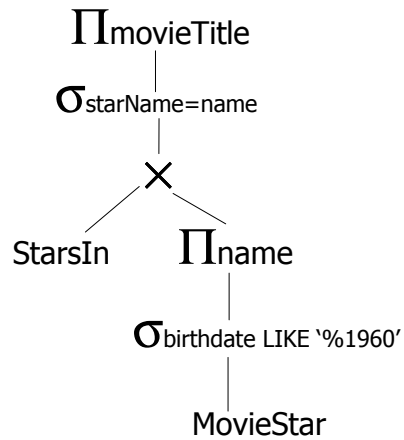 ΠmovieTitle
σstarName=name
×
StarsIn
Πname
σbirthdate LIKE ‘%1960’
MovieStar